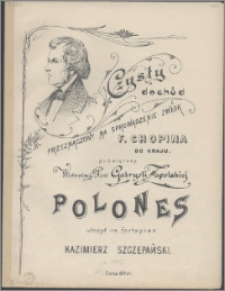 Czysty
dochód
PRZEZNACZONY NA SPROWADZENIE ZWŁOK
F. CHOPINA
DO KRAJU.
poświęcony
Wielmożnej Pani Gabryeli Zapolskiej
POLONES
ułożył na fortepian
KAZIMIERZ SZCZEPAŃSKI.
Cena